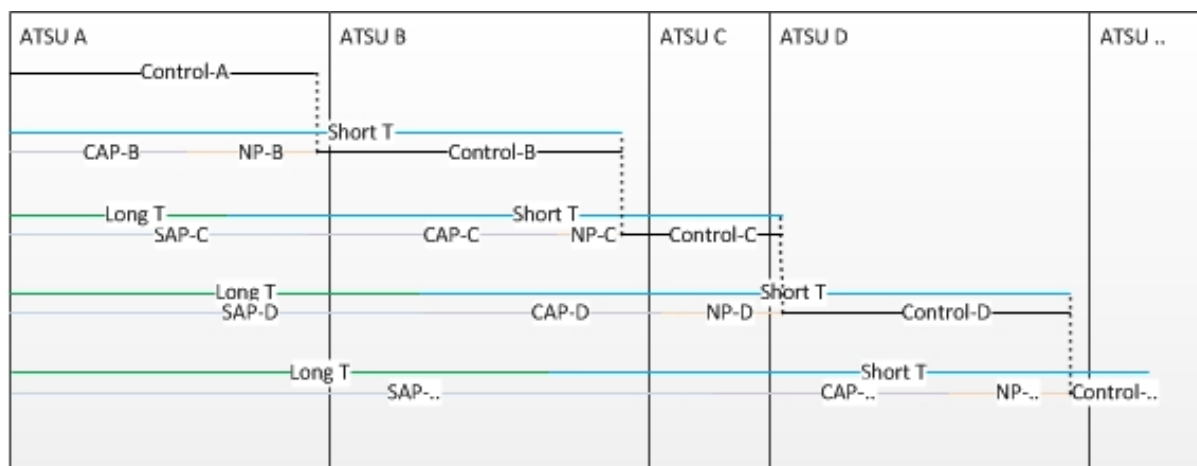 ATSU A ATSU B ATSU C ATSU D ATSU ..
Control-A
Short T
CAP-B NP-B Control-B
Long T Short T
SAP-C CAP-C NP-C Control-C
Long T Short T
SAP-D CAP-D NP-D Control-D
Long T Short T
SAP-.. CAP-.. NP-.. Control-..